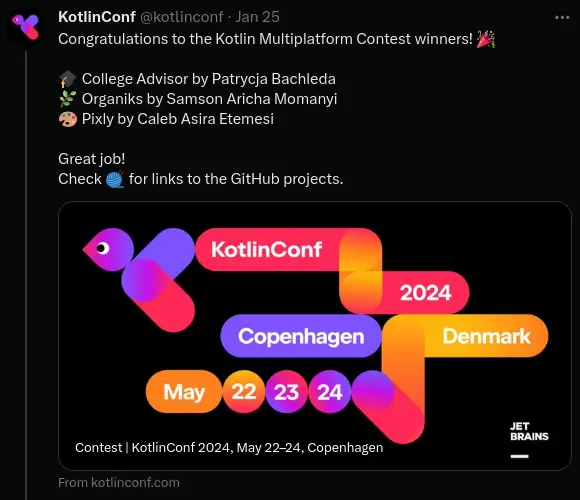 KotlinConf @kotlinconf · Jan 25
Congratulations to the Kotlin Multiplatform Contest winners! 🎉
🎓 College Advisor by Patrycja Bachleda
🌿 Organiks by Samson Aricha Momanyi
🎨 Pixly by Caleb Asira Etemesi
Great job!
Check 🧶 for links to the GitHub projects.
KotlinConf
2024
Copenhagen Denmark
May 22 23 24
JET
BRAINS
Contest | KotlinConf 2024, May 22–24, Copenhagen
From kotlinconf.com